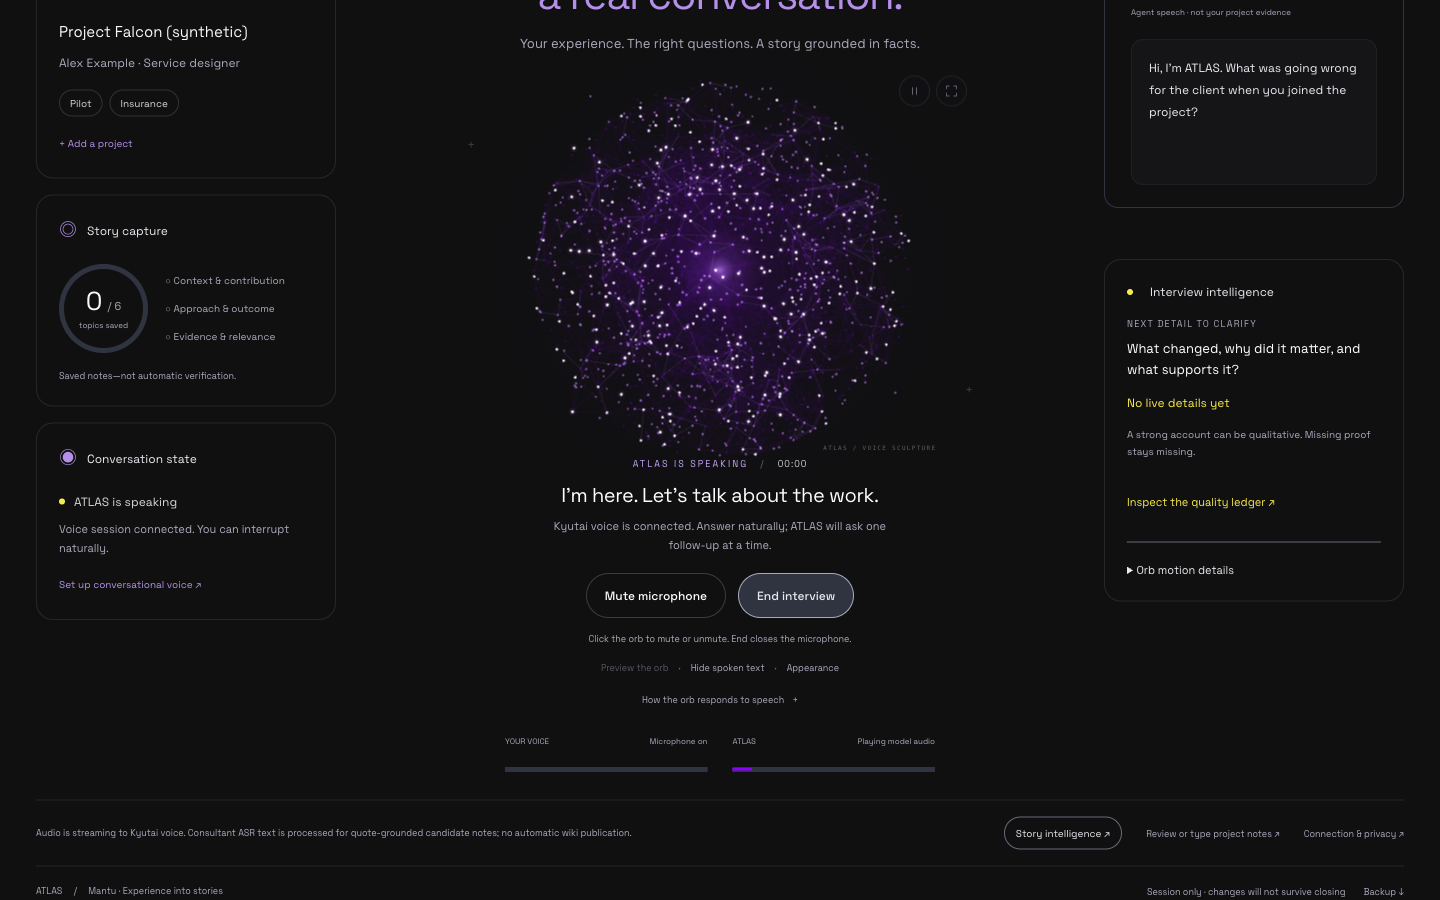 a real conversation.
Your experience. The right questions. A story grounded in facts.
Project Falcon (synthetic)
Alex Example · Service designer
Pilot
Insurance
+ Add a project
Story capture
0 / 6
topics saved
○ Context & contribution
○ Approach & outcome
○ Evidence & relevance
Saved notes—not automatic verification.
Conversation state
ATLAS is speaking
Voice session connected. You can interrupt
naturally.
Set up conversational voice ↗
ATLAS / VOICE SCULPTURE
ATLAS IS SPEAKING / 00:00
I'm here. Let's talk about the work.
Kyutai voice is connected. Answer naturally; ATLAS will ask one
follow-up at a time.
Mute microphone
End interview
Click the orb to mute or unmute. End closes the microphone.
Preview the orb · Hide spoken text · Appearance
How the orb responds to speech +
YOUR VOICE
Microphone on
ATLAS
Playing model audio
Agent speech · not your project evidence
Hi, I'm ATLAS. What was going wrong
for the client when you joined the
project?
Interview intelligence
NEXT DETAIL TO CLARIFY
What changed, why did it matter, and
what supports it?
No live details yet
A strong account can be qualitative. Missing proof
stays missing.
Inspect the quality ledger ↗
Orb motion details
Audio is streaming to Kyutai voice. Consultant ASR text is processed for quote-grounded candidate notes; no automatic wiki publication.
Story intelligence ↗
Review or type project notes ↗
Connection & privacy ↗
ATLAS / Mantu · Experience into stories
Session only · changes will not survive closing
Backup ↓